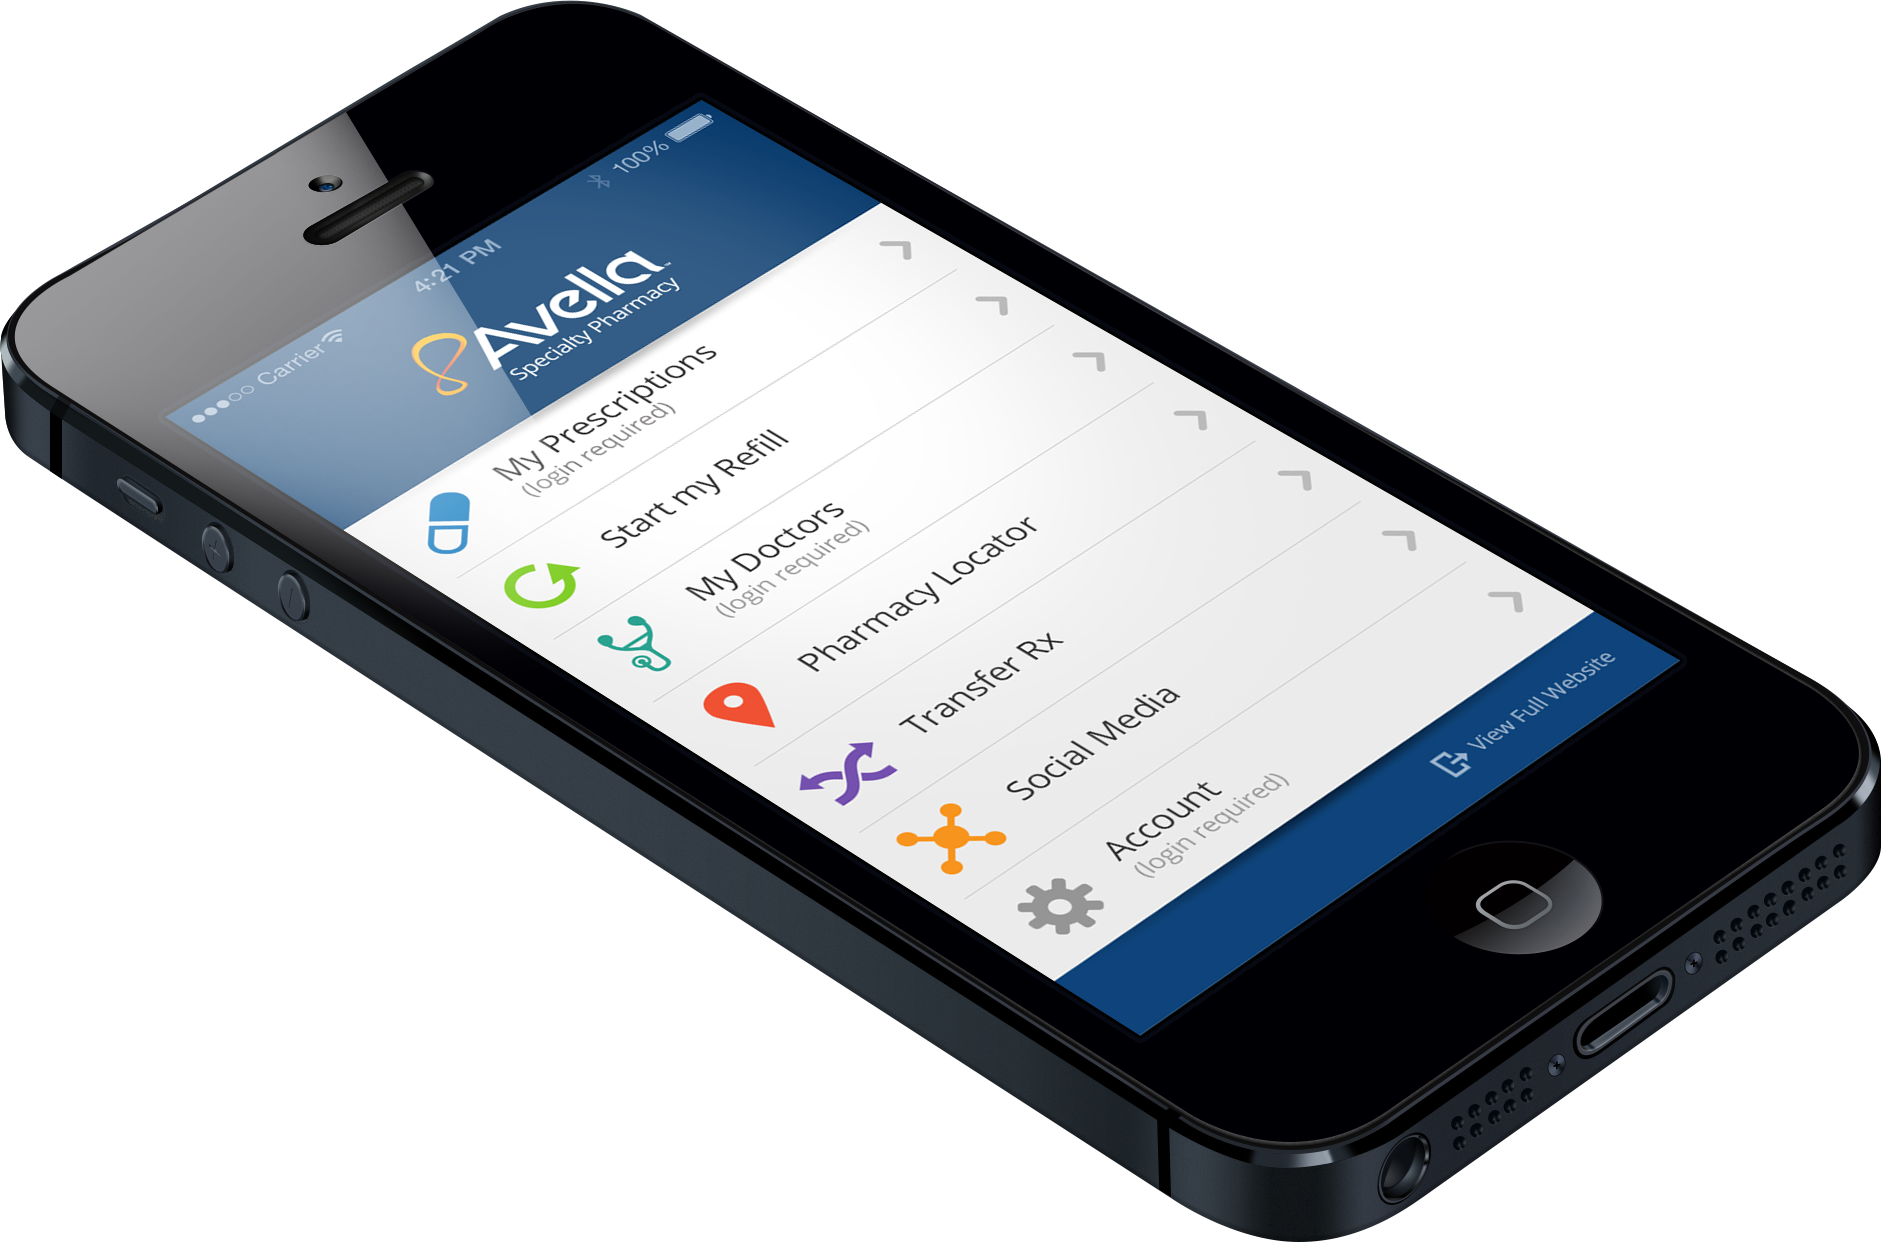 Carrier 4:21 PM 100%
Avella™
Specialty Pharmacy
My Prescriptions
(login required)
Start my Refill
My Doctors
(login required)
Pharmacy Locator
Transfer Rx
Social Media
Account
(login required)
View Full Website